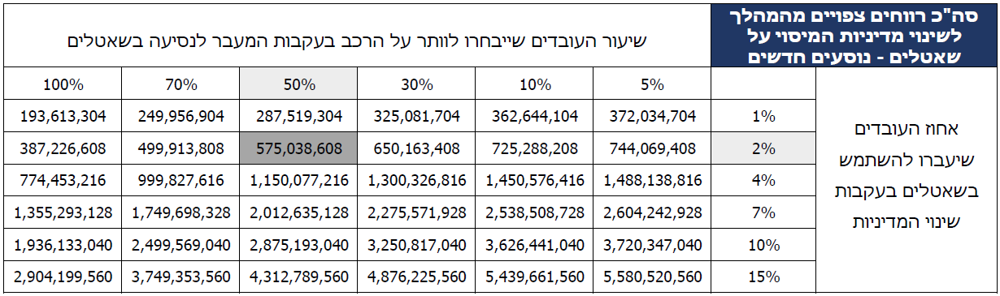 סה"כ רווחים צפויים מהמהלך
לשינוי מדיניות המיסוי על
שאטלים - נוסעים חדשים
שיעור העובדים שייבחרו לוותר על הרכב בעקבות המעבר לנסיעה בשאטלים
5% 10% 30% 50% 70% 100%
אחוז העובדים
שיעברו להשתמש
בשאטלים בעקבות
שינוי המדיניות
1% 372,034,704 362,644,104 325,081,704 287,519,304 249,956,904 193,613,304
2% 744,069,408 725,288,208 650,163,408 575,038,608 499,913,808 387,226,608
4% 1,488,138,816 1,450,576,416 1,300,326,816 1,150,077,216 999,827,616 774,453,216
7% 2,604,242,928 2,538,508,728 2,275,571,928 2,012,635,128 1,749,698,328 1,355,293,128
10% 3,720,347,040 3,626,441,040 3,250,817,040 2,875,193,040 2,499,569,040 1,936,133,040
15% 5,580,520,560 5,439,661,560 4,876,225,560 4,312,789,560 3,749,353,560 2,904,199,560